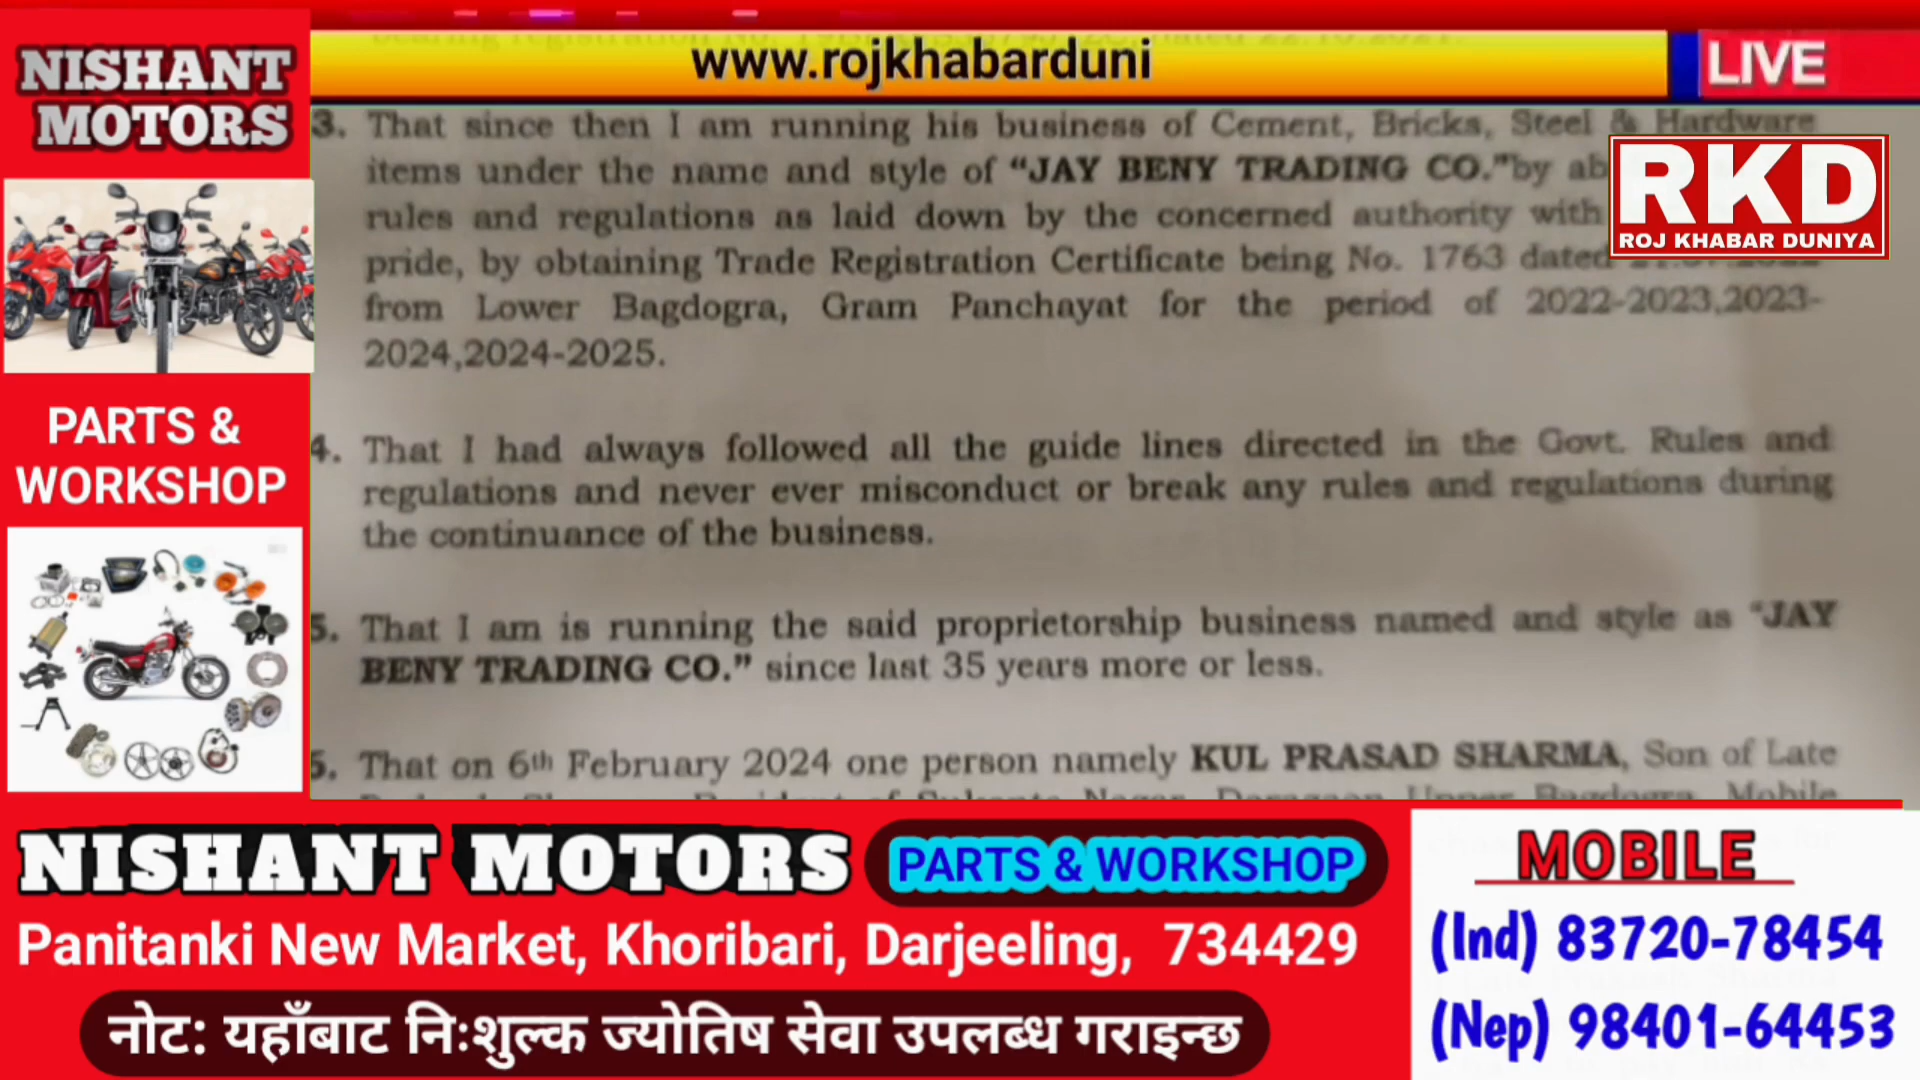 NISHANT
MOTORS
www.rojkhabarduni
LIVE
RKD
ROJ KHABAR DUNIYA
3. That since then I am running his business of Cement, Bricks, Steel & Hardware
items under the name and style of “JAY BENY TRADING CO.”by ab
rules and regulations as laid down by the concerned authority with
pride, by obtaining Trade Registration Certificate being No. 1763 dated
from Lower Bagdogra, Gram Panchayat for the period of 2022-2023,2023-
2024,2024-2025.
4. That I had always followed all the guide lines directed in the Govt. Rules and
regulations and never ever misconduct or break any rules and regulations during
the continuance of the business.
5. That I am is running the said proprietorship business named and style as “JAY
BENY TRADING CO.” since last 35 years more or less.
6. That on 6th February 2024 one person namely KUL PRASAD SHARMA, Son of Late
PARTS &
WORKSHOP
NISHANT MOTORS
PARTS & WORKSHOP
Panitanki New Market, Khoribari, Darjeeling, 734429
नोट: यहाँबाट निःशुल्क ज्योतिष सेवा उपलब्ध गराइन्छ
MOBILE
(Ind) 83720-78454
(Nep) 98401-64453